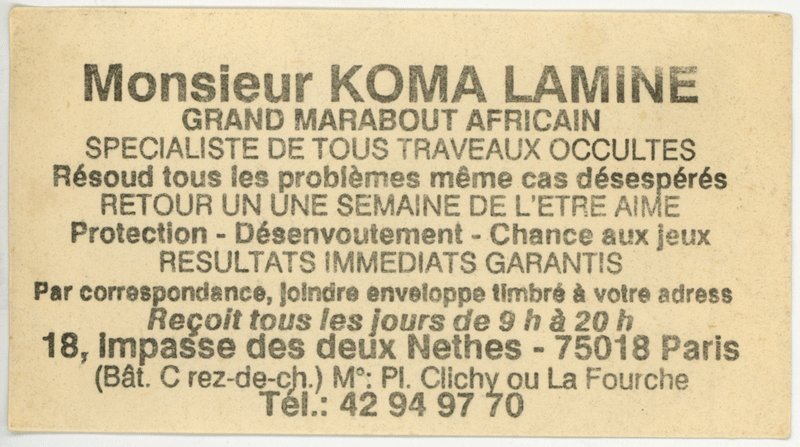 Monsieur KOMA LAMINE
GRAND MARABOUT AFRICAIN
SPECIALISTE DE TOUS TRAVEAUX OCCULTES
Résoud tous les problèmes même cas désespérés
RETOUR UN UNE SEMAINE DE L'ETRE AIME
Protection - Désenvoutement - Chance aux jeux
RESULTATS IMMEDIATS GARANTIS
Par correspondance, joindre enveloppe timbré à votre adress
Reçoit tous les jours de 9 h à 20 h
18, impasse des deux Nethes - 75018 Paris
(Bât. C rez-de-ch.) M°: Pl. Clichy ou La Fourche
Tél.: 42 94 97 70